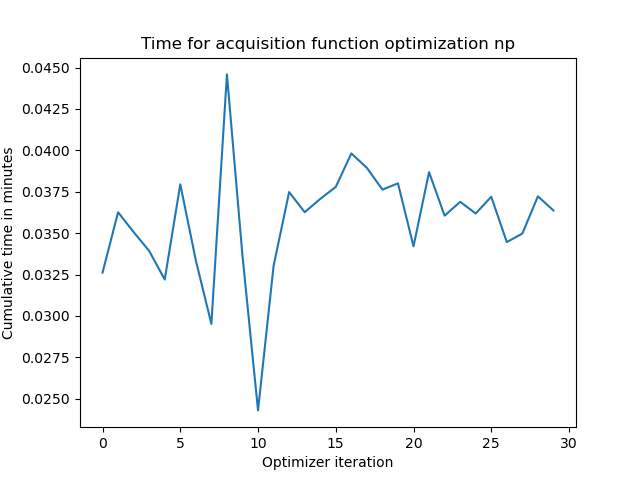 Time for acquisition function optimization np
Cumulative time in minutes
0.0450
0.0425
0.0400
0.0375
0.0350
0.0325
0.0300
0.0275
0.0250
0 5 10 15 20 25 30
Optimizer iteration